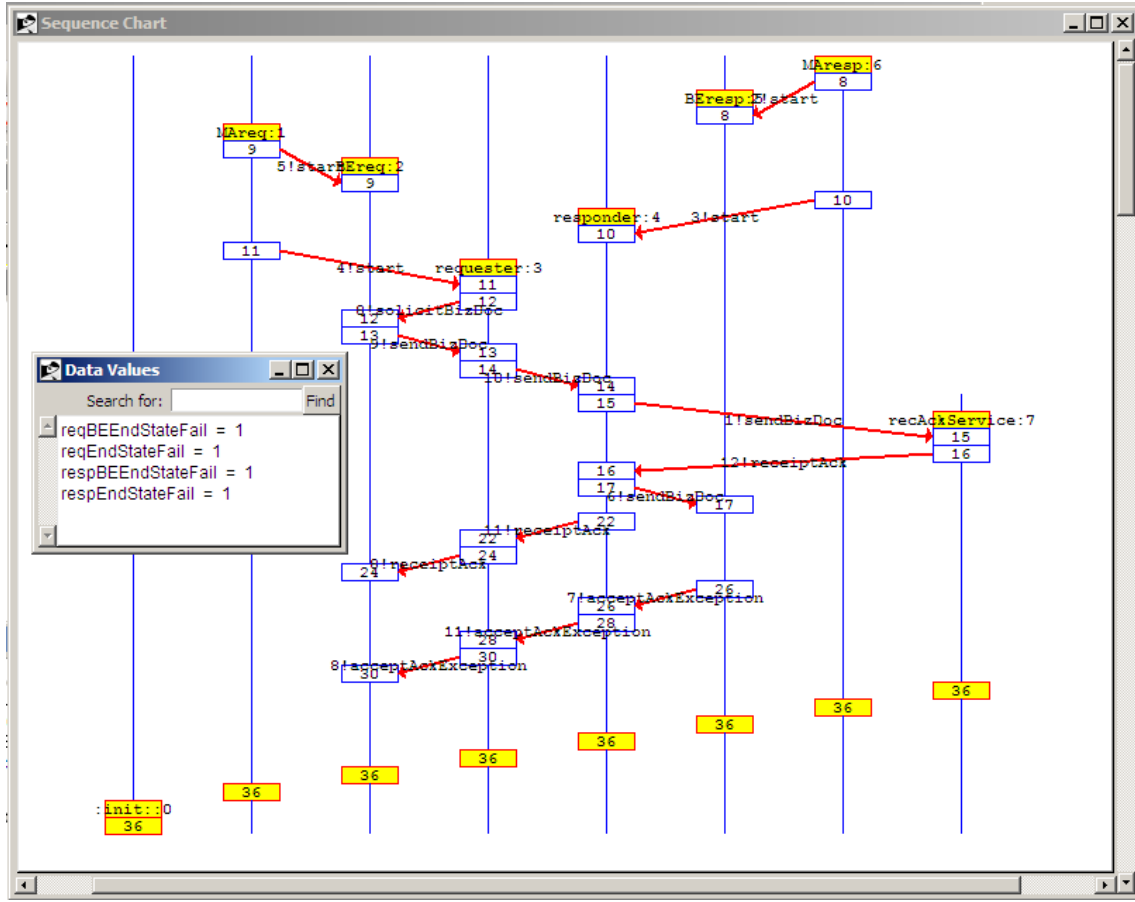 Sequence Chart
MAresp:6
8
BEresp:25!start
8
MAreq:1
9
5!start BEreq:2
9
10
responder:4 3!start
10
11
4!start requester:3
11
12
8!solicitBizDoc
12
13
9!sendBizDoc
13
14
10!sendBizDoc
14
15
1!sendBizDoc recAckService:7
15
16
12!receiptAck
16
17
6!sendBizDoc
17
22
11!receiptAck
22
24
8!receiptAck
24
26
7!acceptAckException
26
28
11!acceptAckException
28
30
8!acceptAckException
30
36
36
36
36
36
36
36
:init::0
36
Data Values
Search for: Find
reqBEEndStateFail = 1
reqEndStateFail = 1
respBEEndStateFail = 1
respEndStateFail = 1